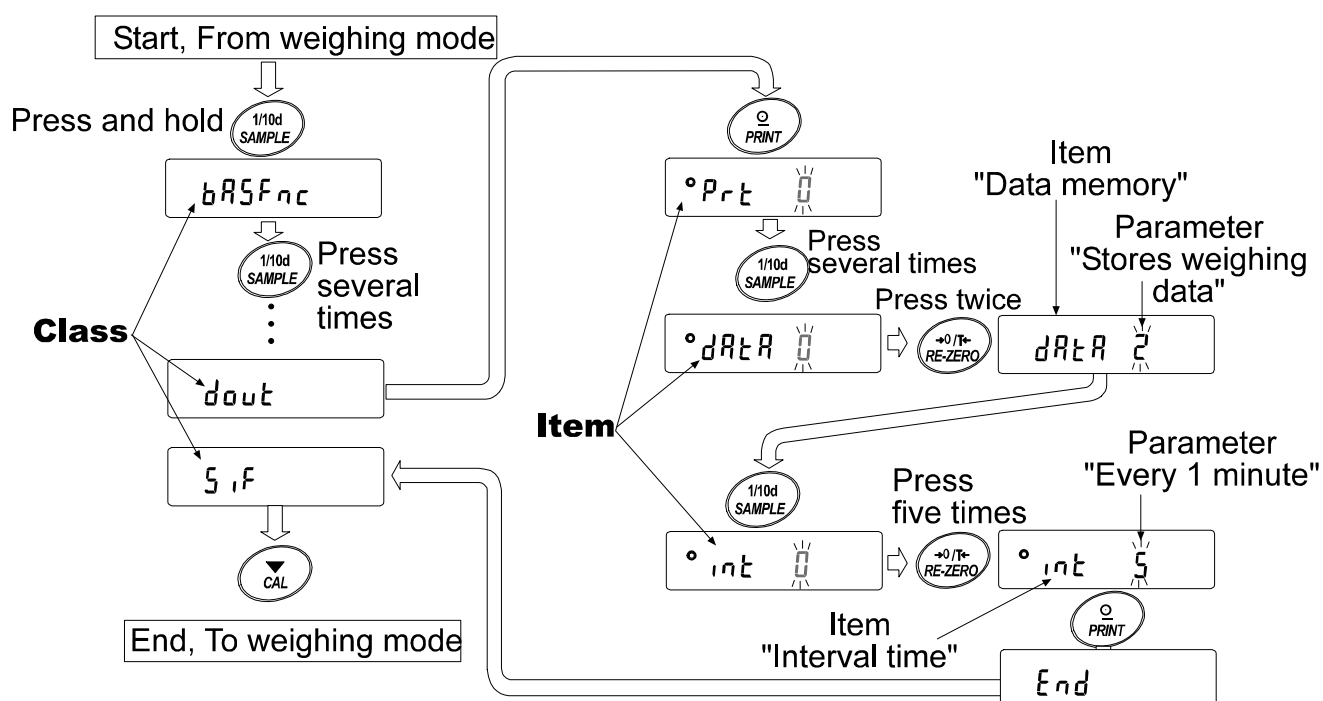 Start, From weighing mode
Press and hold
1/10d
SAMPLE
bASFnc
1/10d
SAMPLE
Press
several
times
Class
dout
S iF
CAL
End, To weighing mode
PRINT
Prt 0
1/10d
SAMPLE
Press
several times
Item
"Data memory"
Parameter
"Stores weighing
data"
Press twice
dAtA 0
→0/T←
RE-ZERO
dAtA 2
Item
1/10d
SAMPLE
Press
five times
Parameter
"Every 1 minute"
int 0
→0/T←
RE-ZERO
int 5
Item
"Interval time"
PRINT
End